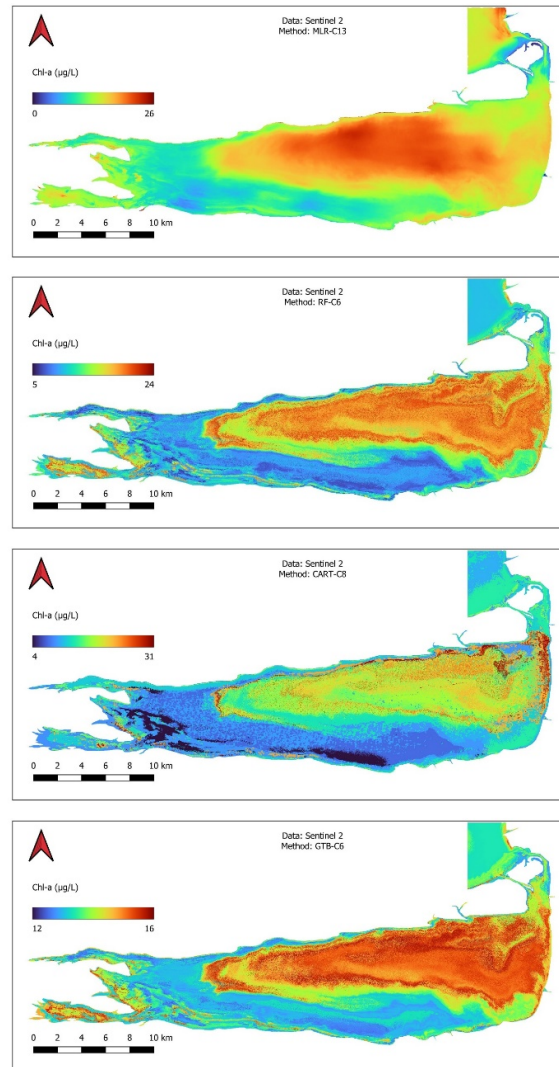 Data: Sentinel 2
Method: MLR-C13
Chl-a (µg/L)
0 26
0 2 4 6 8 10 km
Data: Sentinel 2
Method: RF-C6
Chl-a (µg/L)
5 24
0 2 4 6 8 10 km
Data: Sentinel 2
Method: CART-C8
Chl-a (µg/L)
4 31
0 2 4 6 8 10 km
Data: Sentinel 2
Method: GTB-C6
Chl-a (µg/L)
12 16
0 2 4 6 8 10 km